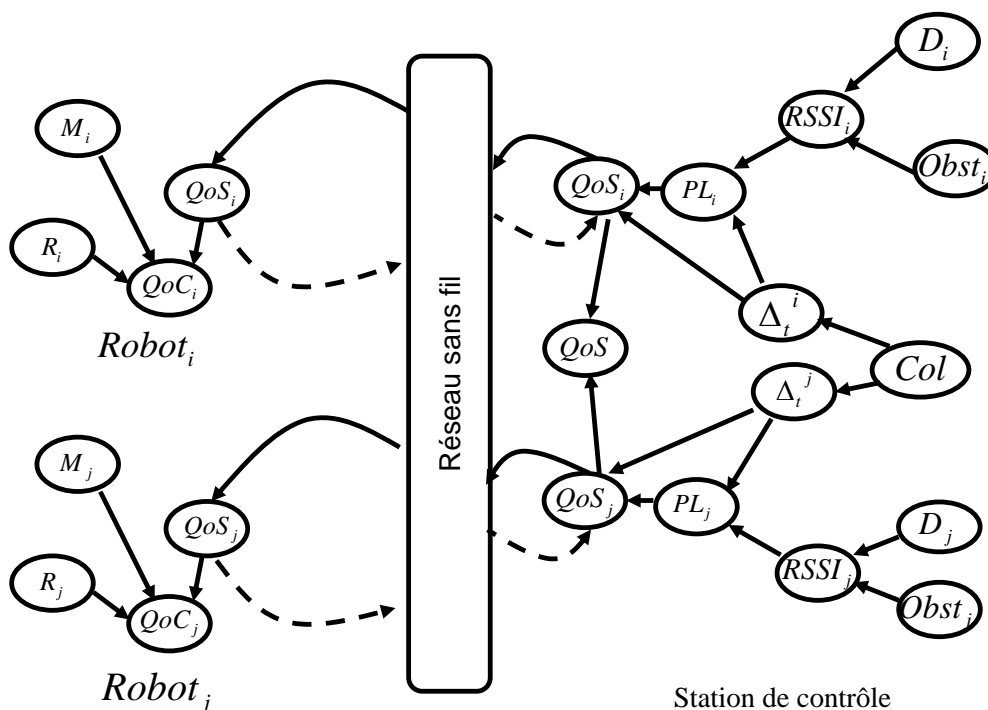 M_i
R_i
QoS_i
QoC_i
Robot_i
M_j
R_j
QoS_j
QoC_j
Robot_j
Réseau sans fil
D_i
RSSI_i
Obst_i
PL_i
QoS_i
Δ_t^i
QoS
Col
Δ_t^j
QoS_j
PL_j
D_j
RSSI_j
Obst_j
Station de contrôle